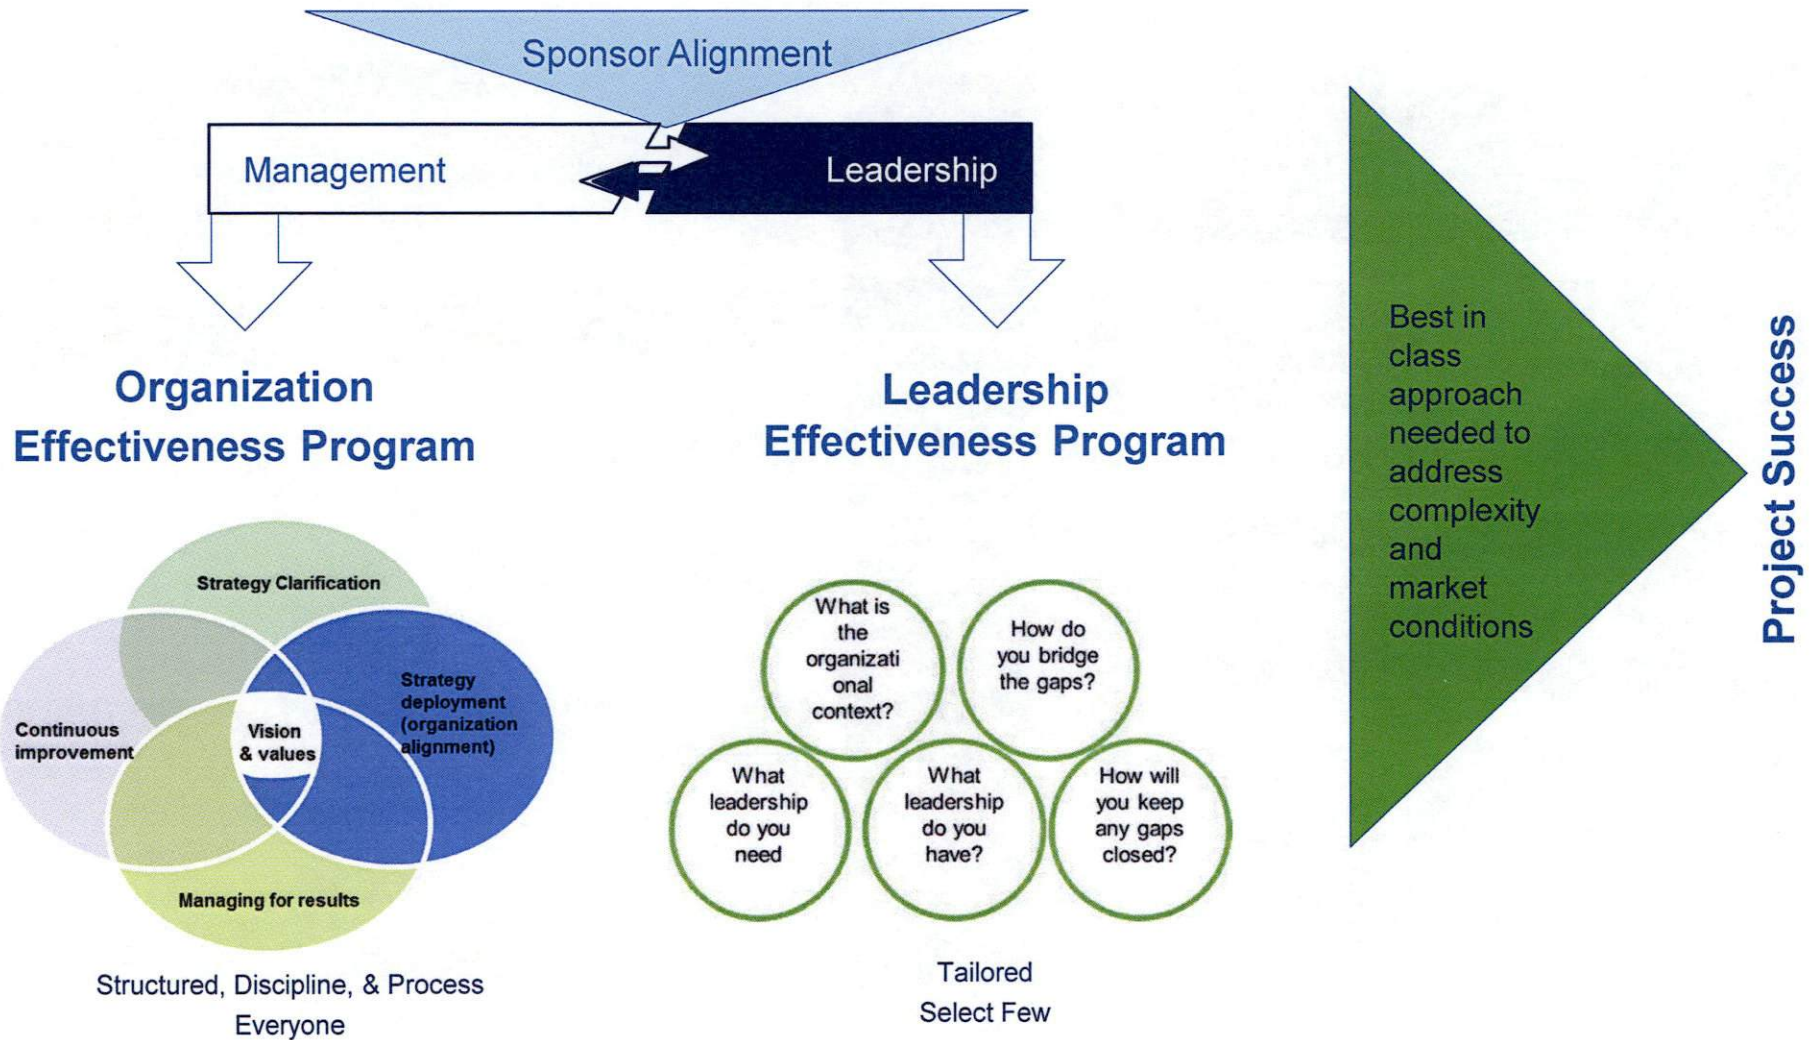 Sponsor Alignment
Management
Leadership
Organization
Effectiveness Program
Leadership
Effectiveness Program
Strategy Clarification
Continuous
improvement
Vision
& values
Strategy
deployment
(organization
alignment)
Managing for results
Structured, Discipline, & Process
Everyone
What is
the
organizati
onal
context?
How do
you bridge
the gaps?
What
leadership
do you
need
What
leadership
do you
have?
How will
you keep
any gaps
closed?
Tailored
Select Few
Best in
class
approach
needed to
address
complexity
and
market
conditions
Project Success